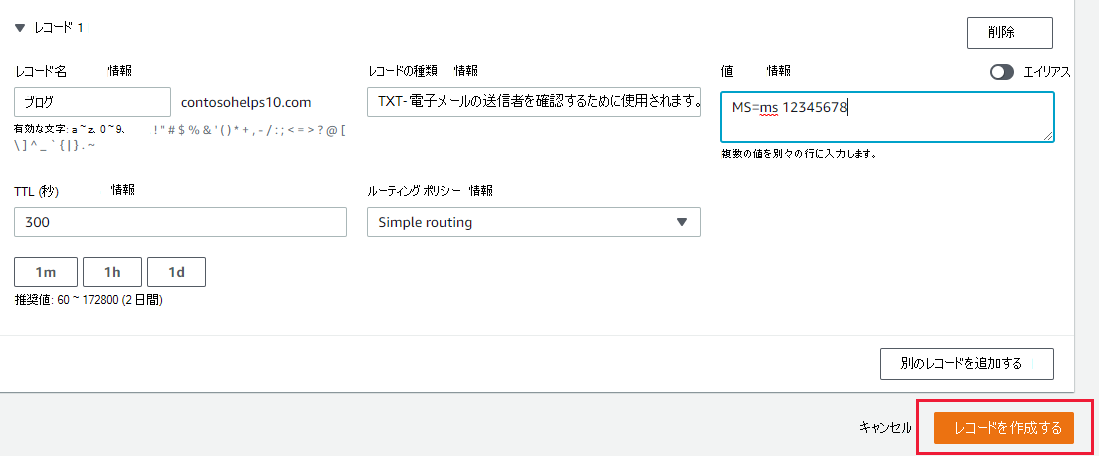 ▼ レコード 1
削除
レコード名 情報
レコードの種類 情報
値 情報
エイリアス
ブログ
contosohelps10.com
TXT- 電子メールの送信者を確認するために使用されます。
MS=ms 12345678
有効な文字: a ~ z、0 ~ 9、 ! " # $ % & ' ( ) * + , - / : ; < = > ? @ [
\ ] ^ _ ` { | } . ~
複数の値を別々の行に入力します。
TTL (秒) 情報
ルーティング ポリシー 情報
300
Simple routing
1m 1h 1d
推奨値: 60 ~ 172800 (2 日間)
別のレコードを追加する
キャンセル
レコードを作成する